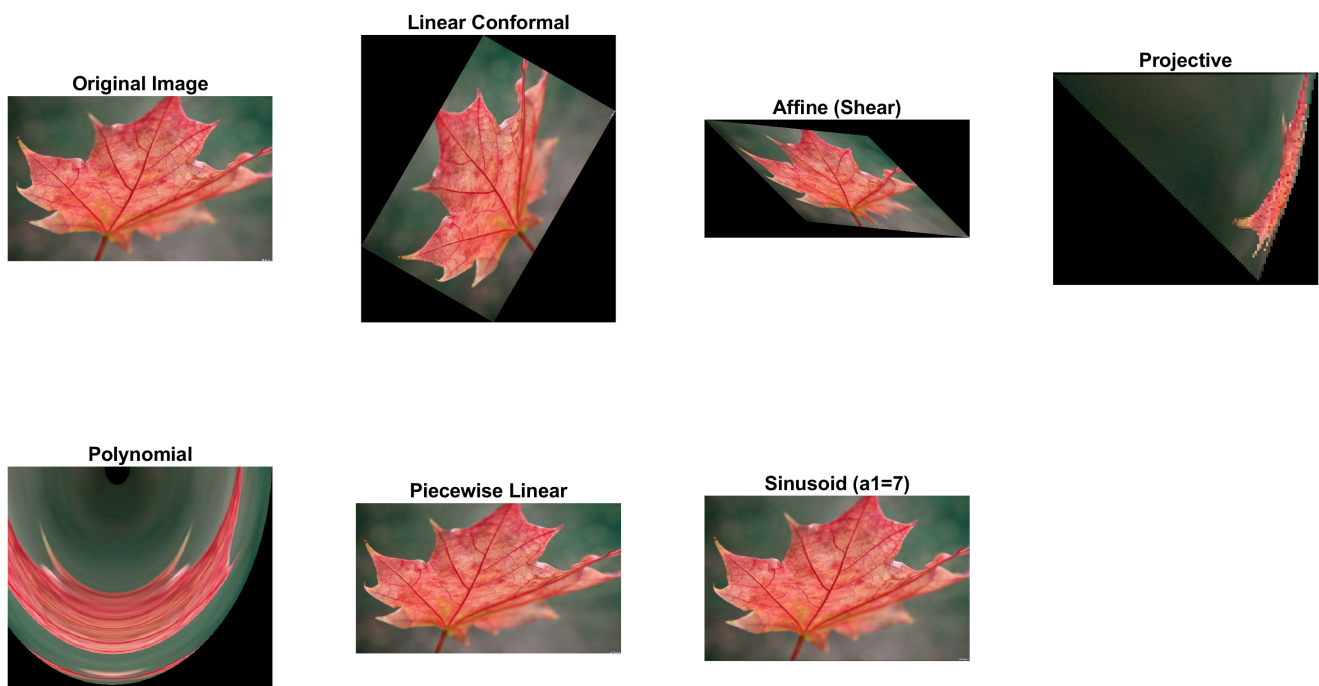 Original Image
Linear Conformal
Affine (Shear)
Projective
Polynomial
Piecewise Linear
Sinusoid (a1=7)